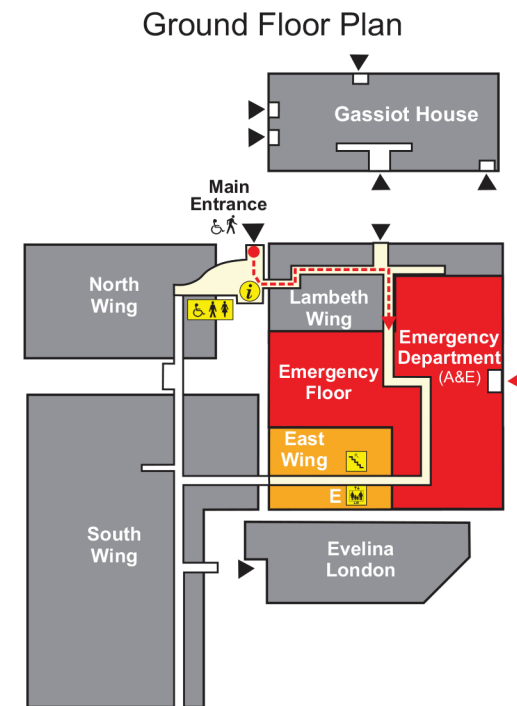 Ground Floor Plan
Gassiot House
Main
Entrance
North
Wing
i
Lambeth
Wing
Emergency
Department
(A&E)
Emergency
Floor
East
Wing
E
South
Wing
Evelina
London